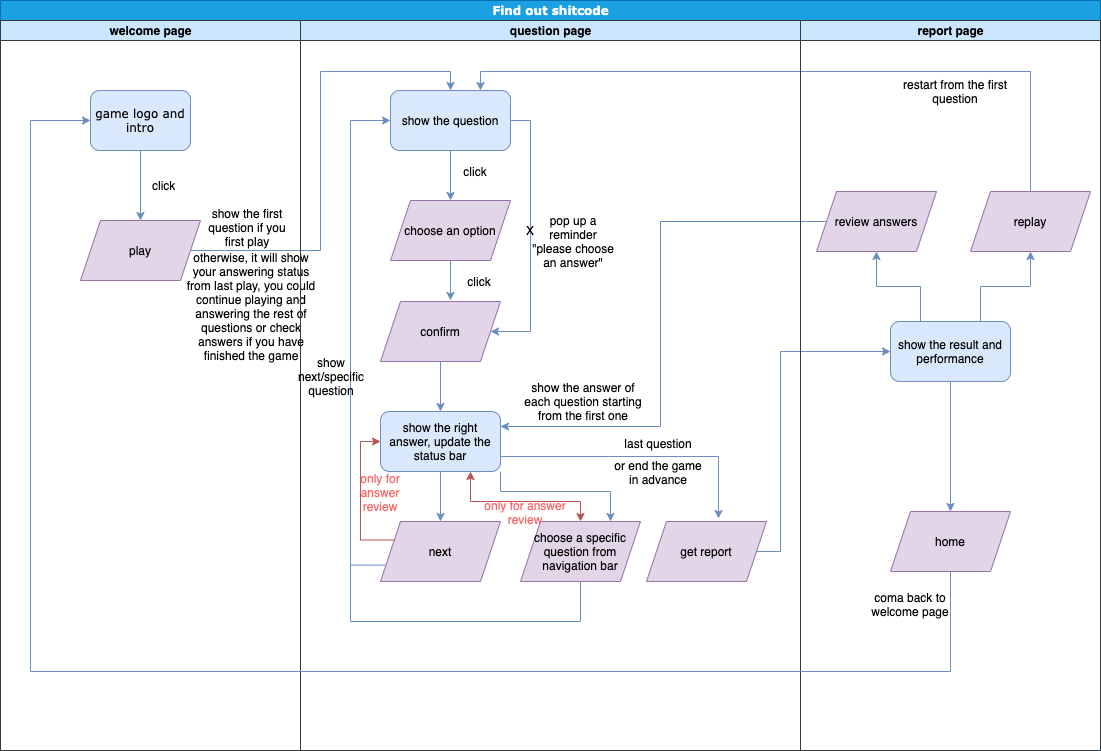 Find out shitcode
welcome page
question page
report page
game logo and
intro
click
play
show the first
question if you
first play
otherwise, it will show
your answering status
from last play, you could
continue playing and
answering the rest of
questions or check
answers if you have
finished the game
show the question
click
choose an option
X
pop up a
reminder
"please choose
an answer"
click
confirm
show
next/specific
question
show the answer of
each question starting
from the first one
show the right
answer, update the
status bar
last question
or end the game
in advance
only for
answer
review
only for answer
review
next
choose a specific
question from
navigation bar
get report
restart from the first
question
review answers
replay
show the result and
performance
home
coma back to
welcome page